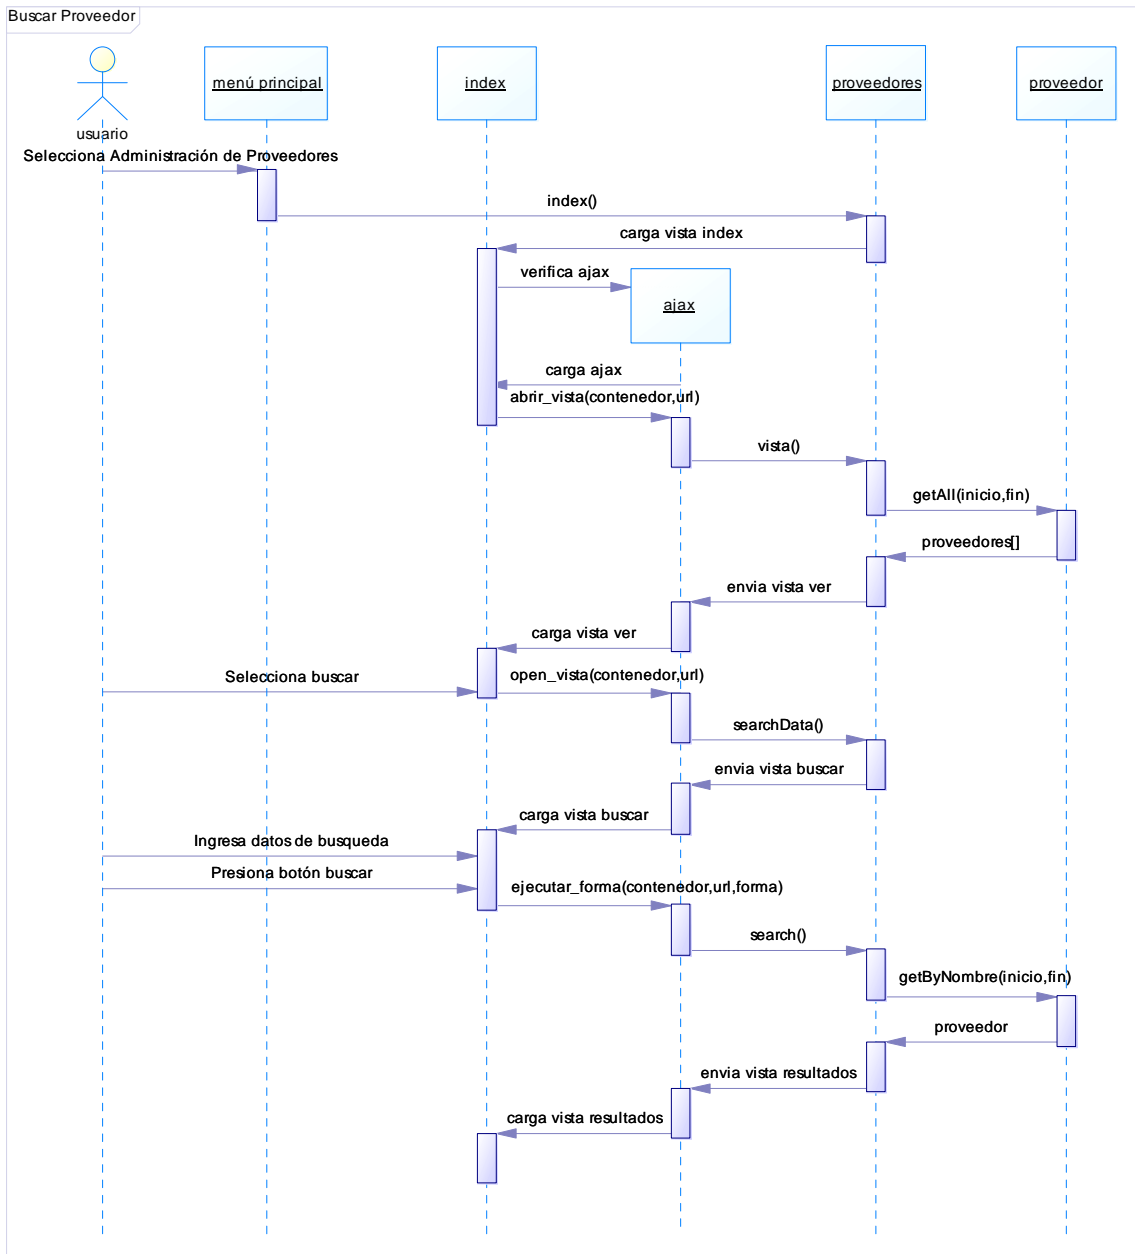 Buscar Proveedor
menú principal
index
proveedores
proveedor
usuario
Selecciona Administración de Proveedores
index()
carga vista index
verifica ajax
ajax
carga ajax
abrir_vista(contenedor,url)
vista()
getAll(inicio,fin)
proveedores[]
envia vista ver
carga vista ver
Selecciona buscar
open_vista(contenedor,url)
searchData()
envia vista buscar
carga vista buscar
Ingresa datos de busqueda
Presiona botón buscar
ejecutar_forma(contenedor,url,forma)
search()
getByNombre(inicio,fin)
proveedor
envia vista resultados
carga vista resultados